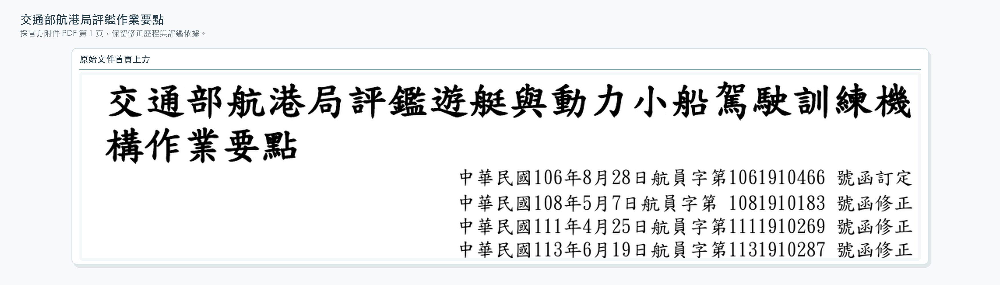 交通部航港局評鑑作業要點
採官方附件 PDF 第 1 頁，保留修正歷程與評鑑依據。
原始文件首頁上方
交通部航港局評鑑遊艇與動力小船駕駛訓練機
構作業要點
中華民國106年8月28日航員字第1061910466 號函訂定
中華民國108年5月7日航員字第 1081910183 號函修正
中華民國111年4月25日航員字第1111910269 號函修正
中華民國113年6月19日航員字第1131910287 號函修正